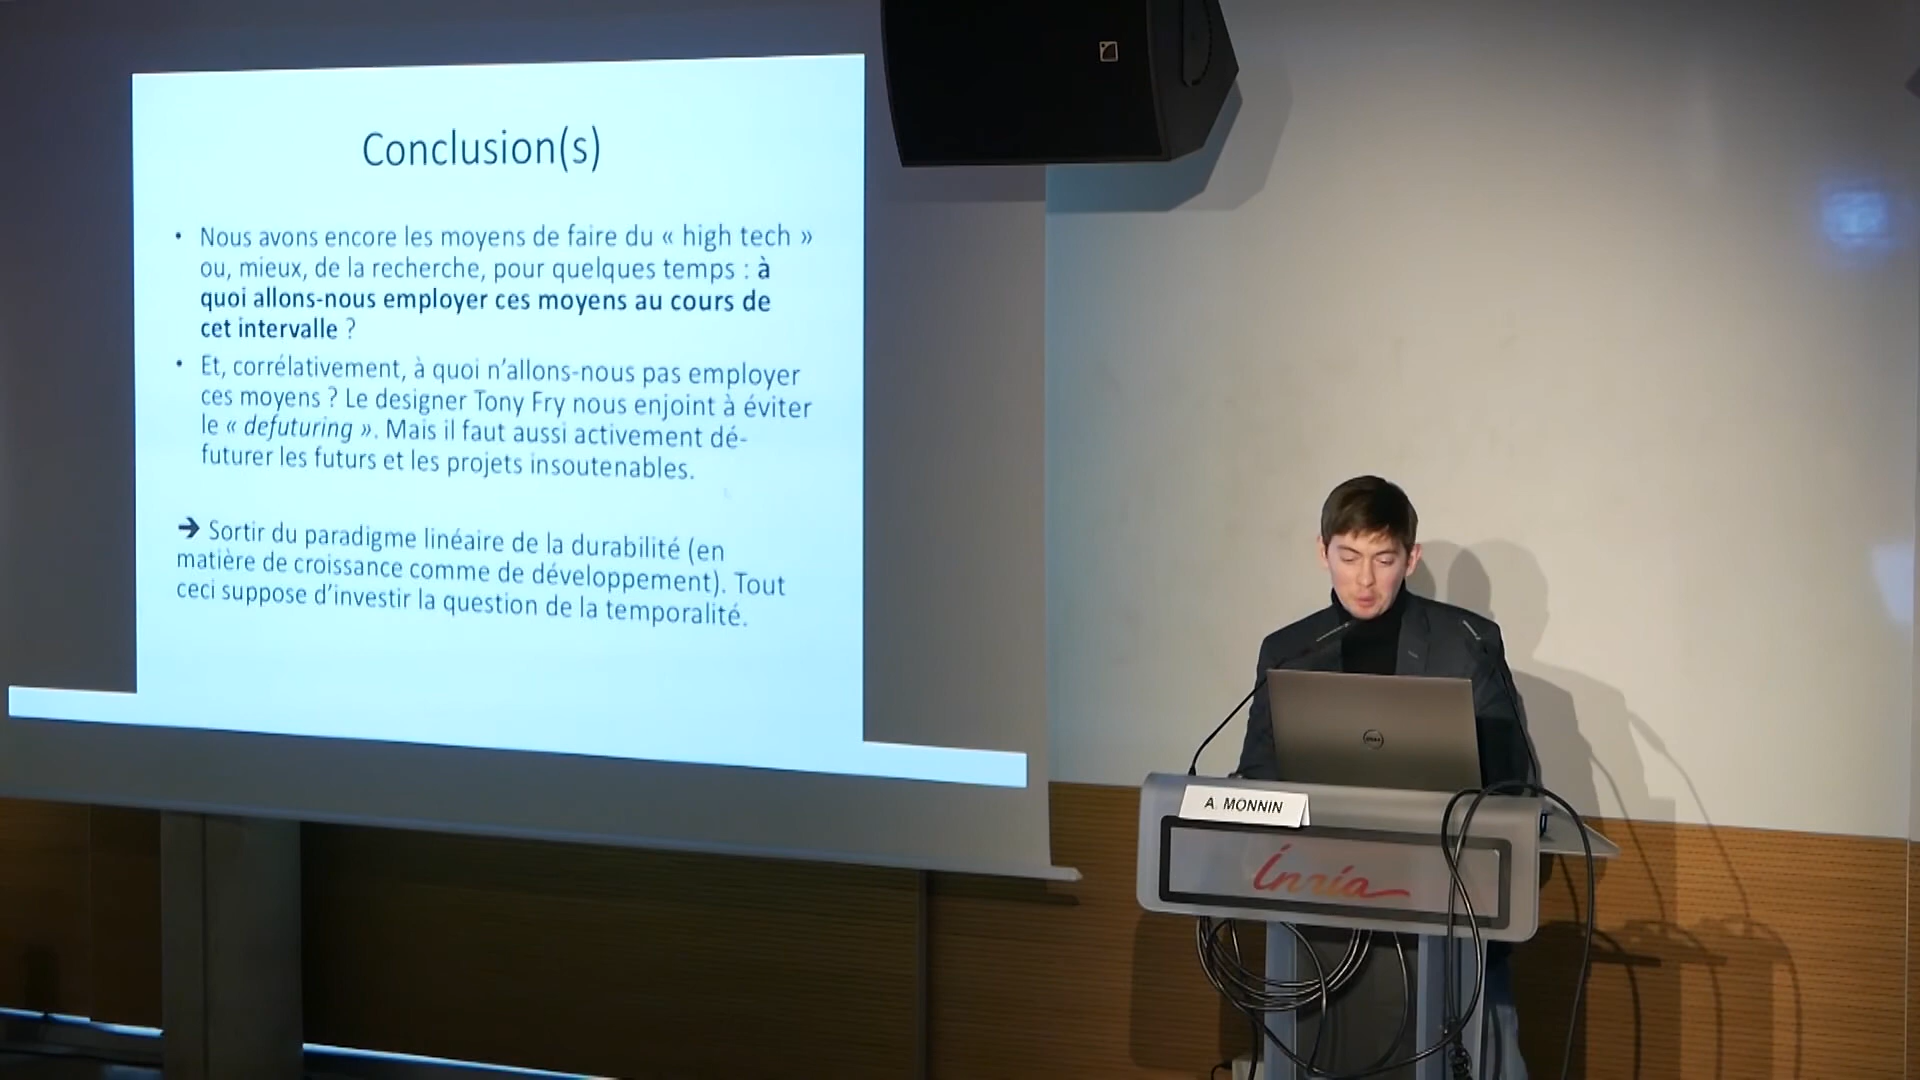 Conclusion(s)
• Nous avons encore les moyens de faire du « high tech »
ou, mieux, de la recherche, pour quelques temps : à
quoi allons-nous employer ces moyens au cours de
cet intervalle ?
• Et, corrélativement, à quoi n’allons-nous pas employer
ces moyens ? Le designer Tony Fry nous enjoint à éviter
le « defuturing ». Mais il faut aussi activement dé-
futurer les futurs et les projets insoutenables.
➔ Sortir du paradigme linéaire de la durabilité (en
matière de croissance comme de développement). Tout
ceci suppose d’investir la question de la temporalité.
DELL
A. MONNIN
Inria